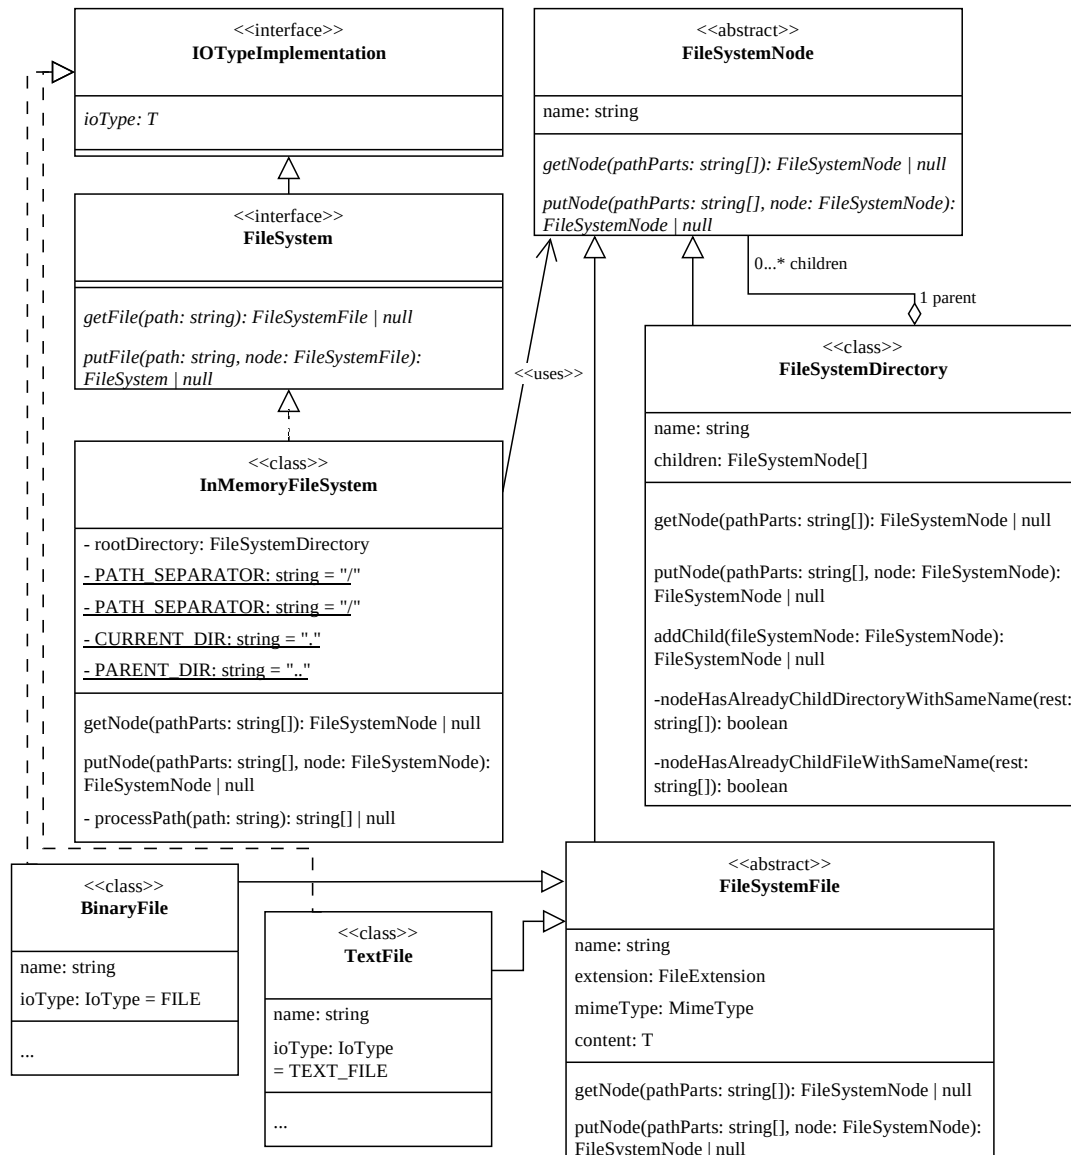 <<interface>>
IOTypeImplementation
ioType: T
<<interface>>
FileSystem
getFile(path: string): FileSystemFile | null
putFile(path: string, node: FileSystemFile):
FileSystem | null
<<class>>
InMemoryFileSystem
- rootDirectory: FileSystemDirectory
- PATH_SEPARATOR: string = "/"
- PATH_SEPARATOR: string = "/"
- CURRENT_DIR: string = "."
- PARENT_DIR: string = ".."
getNode(pathParts: string[]): FileSystemNode | null
putNode(pathParts: string[], node: FileSystemNode):
FileSystemNode | null
- processPath(path: string): string[] | null
<<uses>>
<<abstract>>
FileSystemNode
name: string
getNode(pathParts: string[]): FileSystemNode | null
putNode(pathParts: string[], node: FileSystemNode):
FileSystemNode | null
0...* children
1 parent
<<class>>
FileSystemDirectory
name: string
children: FileSystemNode[]
getNode(pathParts: string[]): FileSystemNode | null
putNode(pathParts: string[], node: FileSystemNode):
FileSystemNode | null
addChild(fileSystemNode: FileSystemNode):
FileSystemNode | null
-nodeHasAlreadyChildDirectoryWithSameName(rest:
string[]): boolean
-nodeHasAlreadyChildFileWithSameName(rest:
string[]): boolean
<<class>>
BinaryFile
name: string
ioType: IoType = FILE
...
<<class>>
TextFile
name: string
ioType: IoType
= TEXT_FILE
...
<<abstract>>
FileSystemFile
name: string
extension: FileExtension
mimeType: MimeType
content: T
getNode(pathParts: string[]): FileSystemNode | null
putNode(pathParts: string[], node: FileSystemNode):
FileSystemNode | null